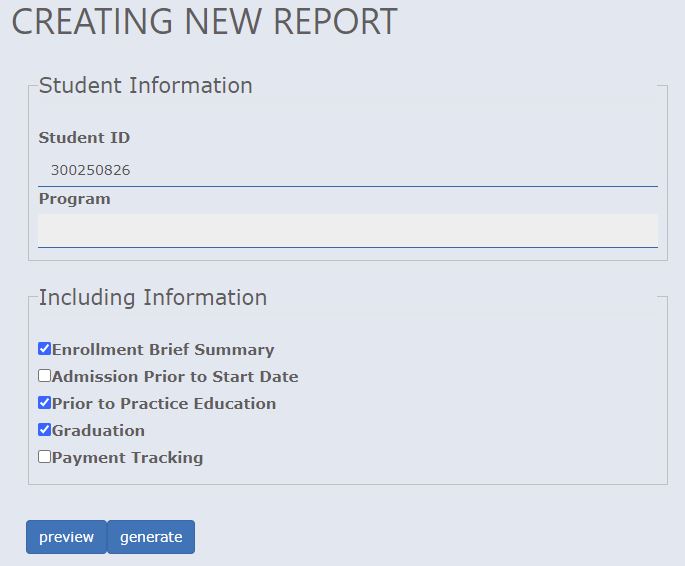 CREATING NEW REPORT
Student Information
Student ID
300250826
Program
Including Information
Enrollment Brief Summary
Admission Prior to Start Date
Prior to Practice Education
Graduation
Payment Tracking
preview generate